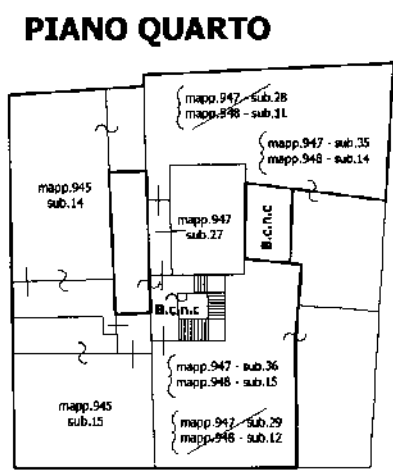 PIANO QUARTO
mapp.947 - sub.28
mapp.948 - sub.11
mapp.947 - sub.35
mapp.948 - sub.14
mapp.945
sub.14
mapp.947
sub.27
B.c.n.c
B.c.n.c
mapp.947 - sub.36
mapp.948 - sub.15
mapp.945
sub.15
mapp.947 - sub.29
mapp.948 - sub.12